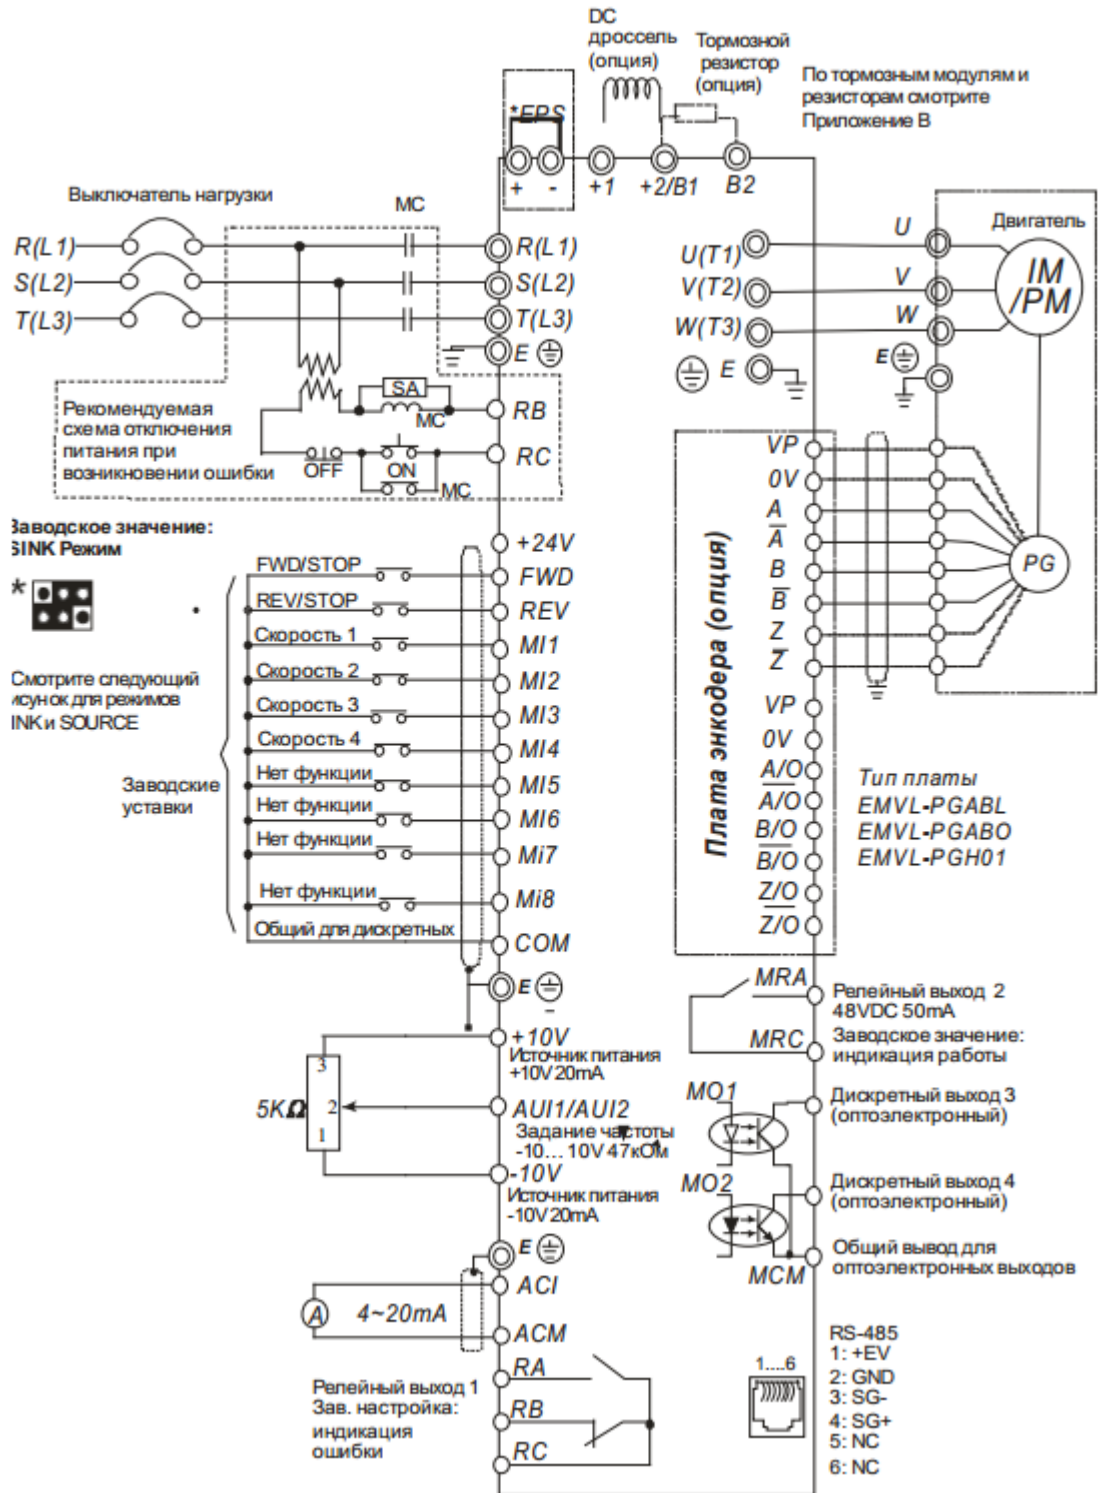 DC
дроссель
(опция)
Тормозной
резистор
(опция)
По тормозным модулям и
резисторам смотрите
Приложение В
*EPS
+
-
+1
+2/B1
B2
Выключатель нагрузки
MC
R(L1)
S(L2)
T(L3)
R(L1)
S(L2)
T(L3)
E
U(T1)
V(T2)
W(T3)
E
U
V
W
E
Двигатель
IM
/PM
Рекомендуемая
схема отключения
питания при
возникновении ошибки
SA
MC
OFF
ON
MC
RB
RC
Заводское значение:
SINK Режим
*
Смотрите следующий
исунок для режимов
INK и SOURCE
Заводские
уставки
+24V
FWD/STOP
FWD
REV/STOP
REV
Скорость 1
MI1
Скорость 2
MI2
Скорость 3
MI3
Скорость 4
MI4
Нет функции
MI5
Нет функции
MI6
Нет функции
Mi7
Нет функции
Mi8
Общий для дискретных
COM
E
Плата энкодера (опция)
VP
0V
A
A
B
B
Z
Z
VP
0V
A/O
A/O
B/O
B/O
Z/O
Z/O
PG
Тип платы
EMVL-PGABL
EMVL-PGABO
EMVL-PGH01
+10V
Источник питания
+10V 20mA
5KΩ
3
2
1
AUI1/AUI2
Задание частоты
-10... 10V 47кОм
-10V
Источник питания
-10V 20mA
E
ACI
A
4~20mA
ACM
Релейный выход 1
Зав. настройка:
индикация
ошибки
RA
RB
RC
MRA
Релейный выход 2
48VDC 50mA
MRC
Заводское значение:
индикация работы
MO1
Дискретный выход 3
(оптоэлектронный)
MO2
Дискретный выход 4
(оптоэлектронный)
MCM
Общий вывод для
оптоэлектронных выходов
1....6
RS-485
1: +EV
2: GND
3: SG-
4: SG+
5: NC
6: NC